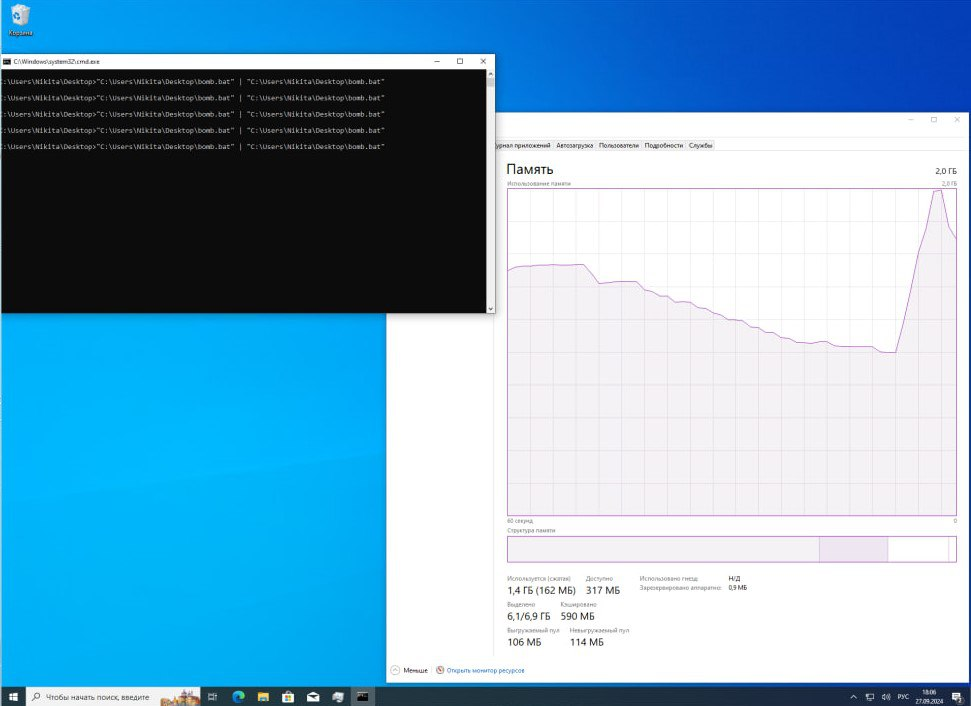 Корзина
C:\Windows\system32\cmd.exe
C:\Users\Nikita\Desktop>"C:\Users\Nikita\Desktop\bomb.bat" | "C:\Users\Nikita\Desktop\bomb.bat"
C:\Users\Nikita\Desktop>"C:\Users\Nikita\Desktop\bomb.bat" | "C:\Users\Nikita\Desktop\bomb.bat"
C:\Users\Nikita\Desktop>"C:\Users\Nikita\Desktop\bomb.bat" | "C:\Users\Nikita\Desktop\bomb.bat"
C:\Users\Nikita\Desktop>"C:\Users\Nikita\Desktop\bomb.bat" | "C:\Users\Nikita\Desktop\bomb.bat"
C:\Users\Nikita\Desktop>"C:\Users\Nikita\Desktop\bomb.bat" | "C:\Users\Nikita\Desktop\bomb.bat"
урнал приложений Автозагрузка Пользователи Подробности Службы
Память 2,0 ГБ
Использование памяти 2,0 ГБ
60 секунд 0
Структура памяти
Используется (сжатая) Доступно Использовано гнезд: Н/Д
1,4 ГБ (162 МБ) 317 МБ Зарезервировано аппаратно: 0,9 МБ
Выделено Кэшировано
6,1/6,9 ГБ 590 МБ
Выгружаемый пул Невыгружаемый пул
106 МБ 114 МБ
Меньше Открыть монитор ресурсов
Чтобы начать поиск, введите РУС 18:06
27.09.2024